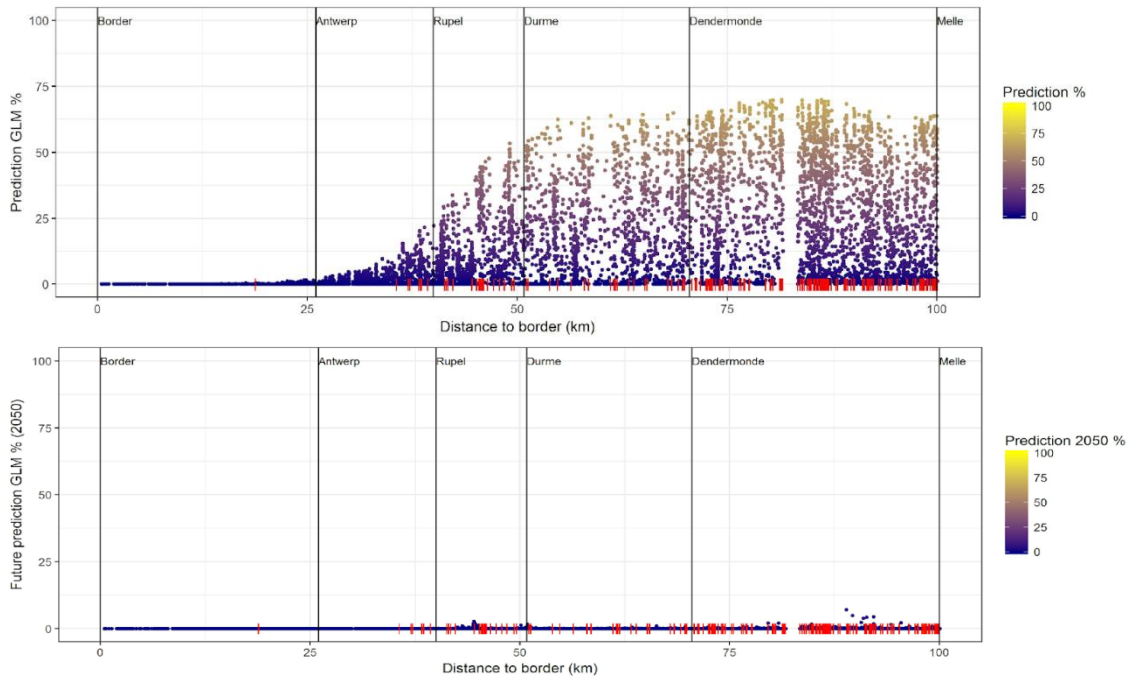 Border Antwerp Rupel Durme Dendermonde Melle
100
75
50
25
0
Prediction GLM %
0 25 50 75 100
Distance to border (km)
Prediction %
100
75
50
25
0
Border Antwerp Rupel Durme Dendermonde Melle
100
75
50
25
0
Future prediction GLM % (2050)
0 25 50 75 100
Distance to border (km)
Prediction 2050 %
100
75
50
25
0